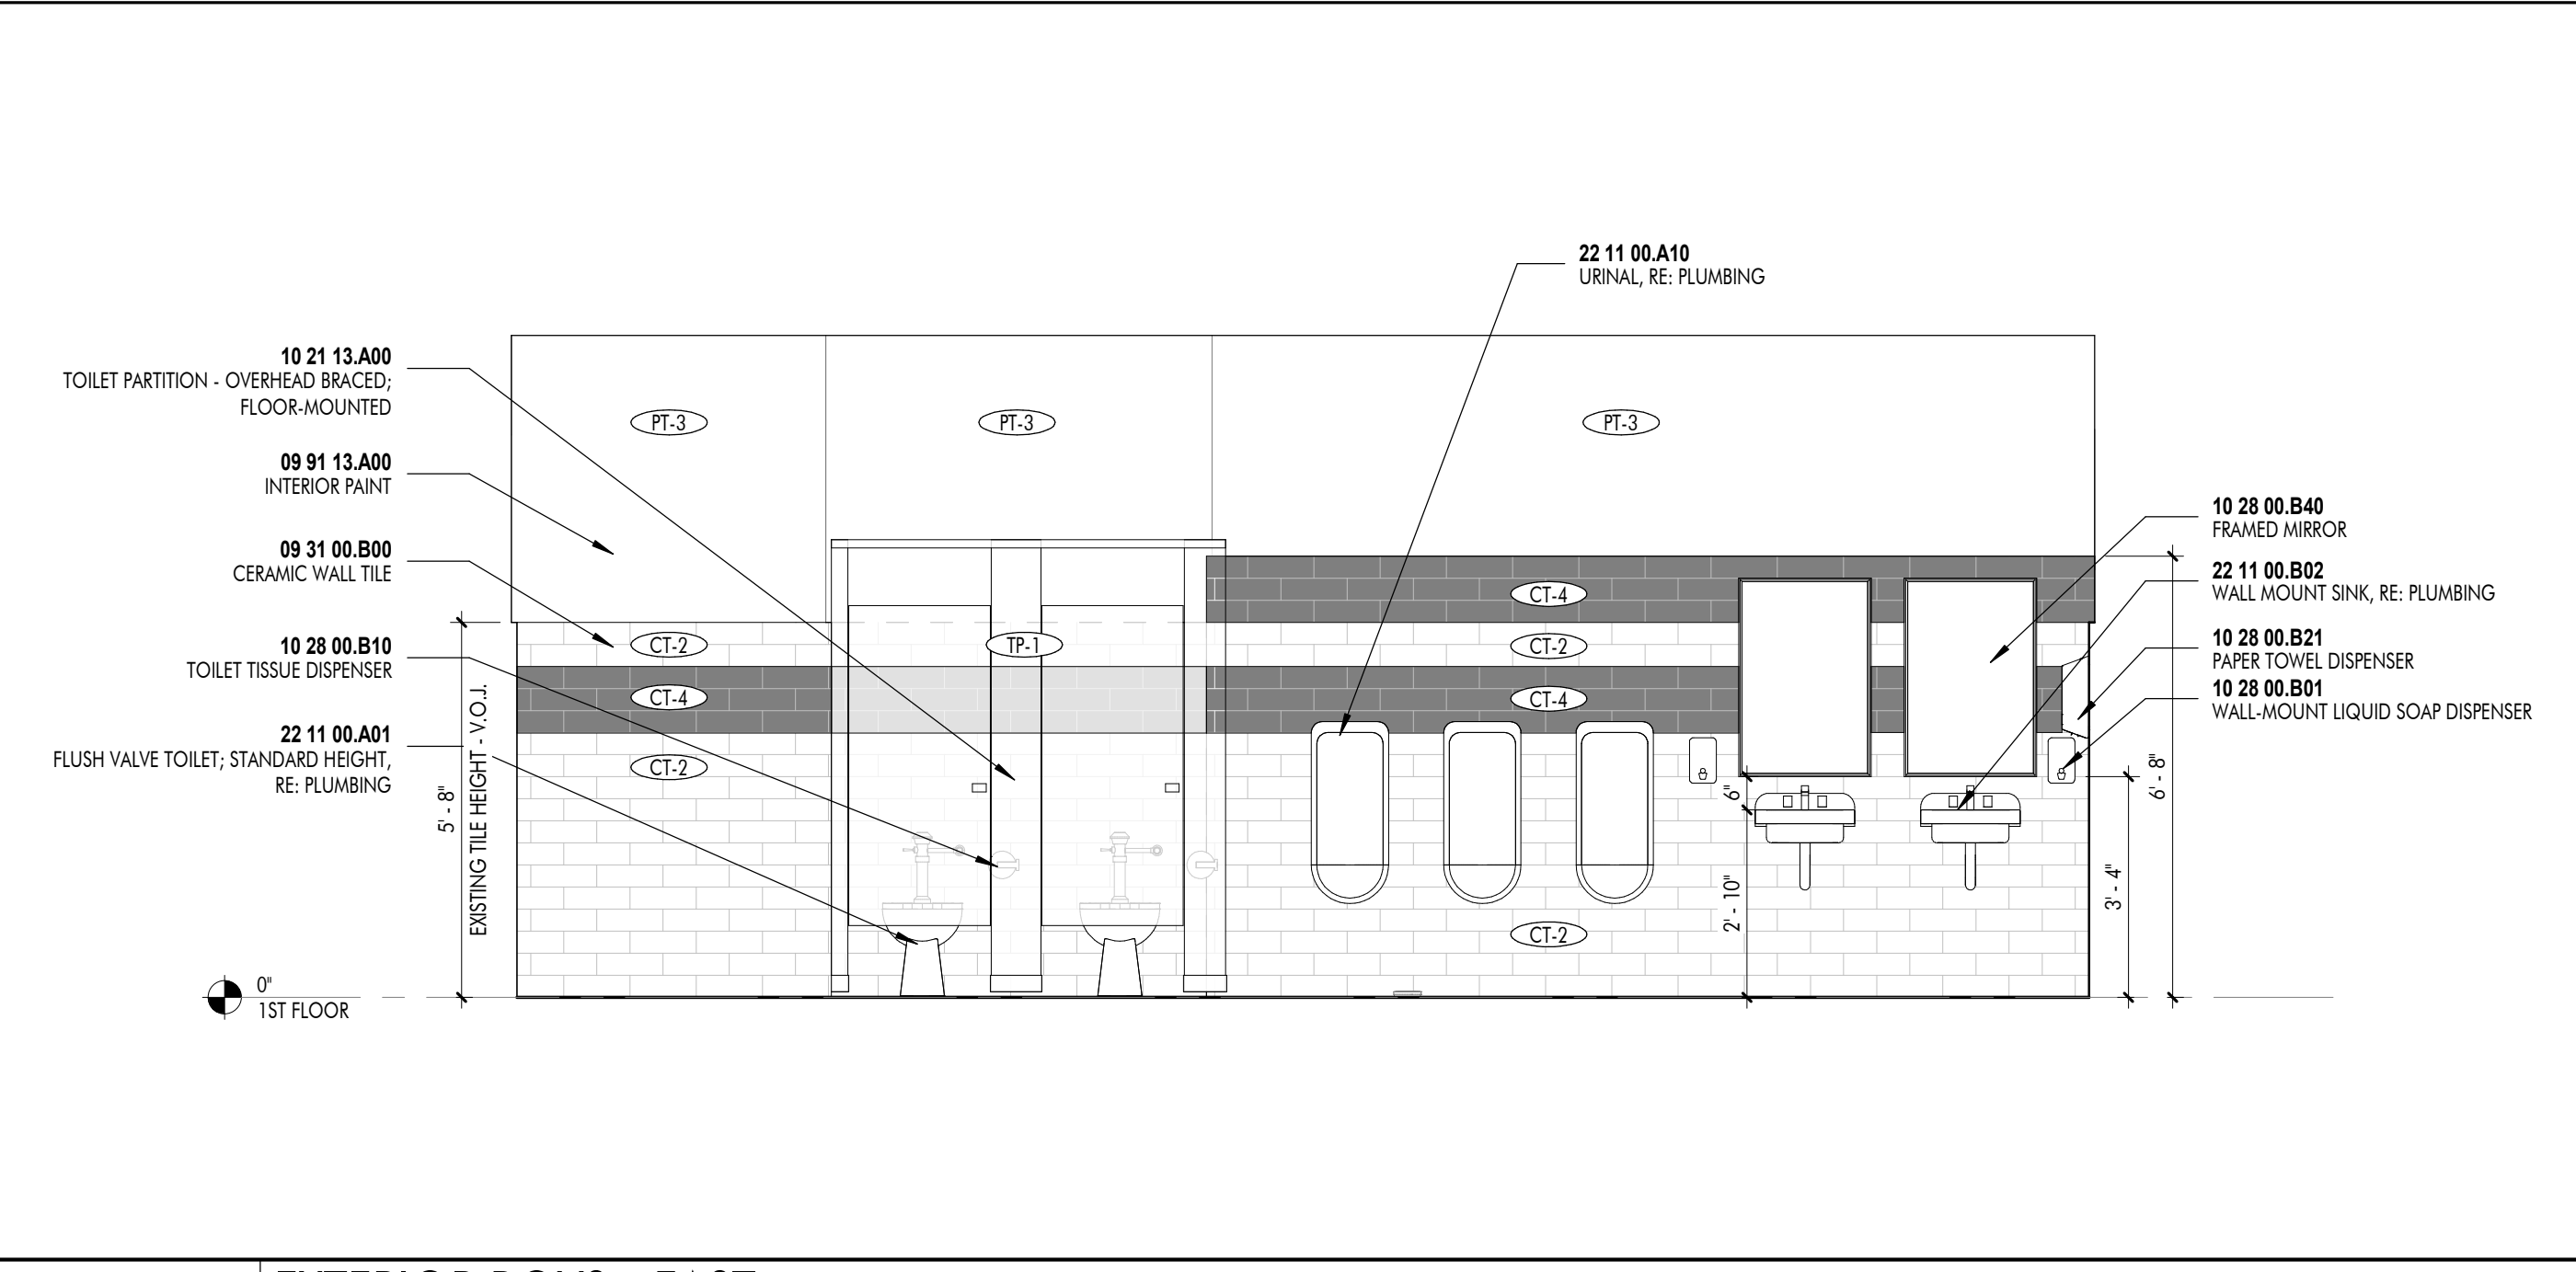 22 11 00.A10
URINAL, RE: PLUMBING
10 21 13.A00
TOILET PARTITION - OVERHEAD BRACED;
FLOOR-MOUNTED
09 91 13.A00
INTERIOR PAINT
09 31 00.B00
CERAMIC WALL TILE
10 28 00.B10
TOILET TISSUE DISPENSER
22 11 00.A01
FLUSH VALVE TOILET; STANDARD HEIGHT,
RE: PLUMBING
5' - 8"
EXISTING TILE HEIGHT - V.O.J.
0"
1ST FLOOR
PT-3
PT-3
PT-3
CT-2
CT-4
CT-2
TP-1
CT-4
CT-2
CT-4
CT-2
6"
2' - 10"
3' - 4"
6' - 8"
10 28 00.B40
FRAMED MIRROR
22 11 00.B02
WALL MOUNT SINK, RE: PLUMBING
10 28 00.B21
PAPER TOWEL DISPENSER
10 28 00.B01
WALL-MOUNT LIQUID SOAP DISPENSER